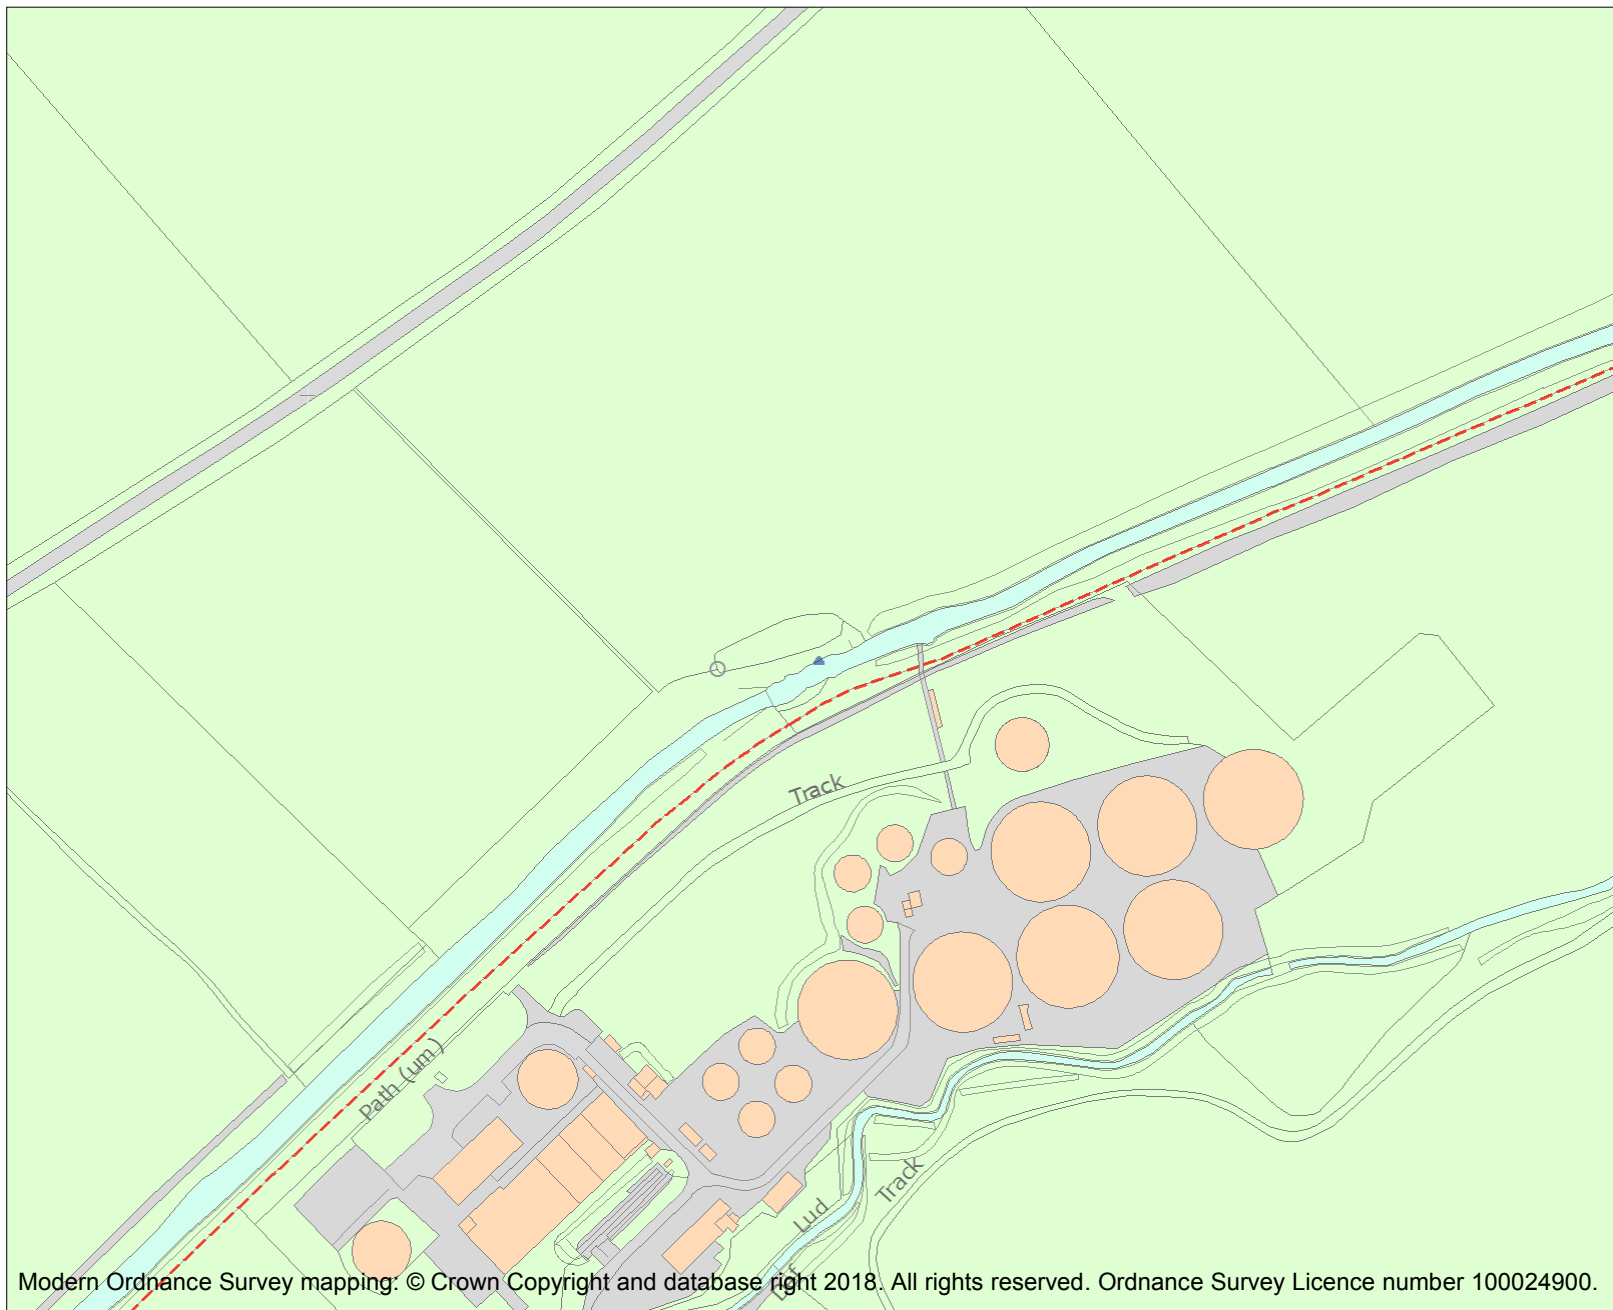 Track
Path (um)
Track
Lud
Modern Ordnance Survey mapping: © Crown Copyright and database right 2018. All rights reserved. Ordnance Survey Licence number 100024900.